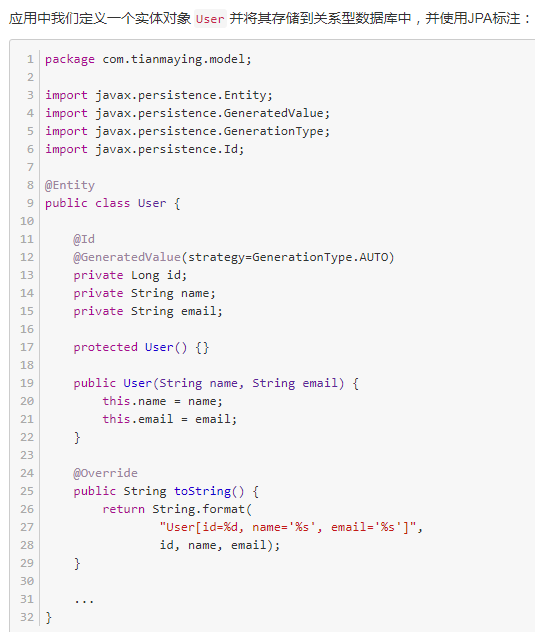 应用中我们定义一个实体对象 User 并将其存储到关系型数据库中，并使用JPA标注：
1 package com.tianmaying.model;
2
3 import javax.persistence.Entity;
4 import javax.persistence.GeneratedValue;
5 import javax.persistence.GenerationType;
6 import javax.persistence.Id;
7
8 @Entity
9 public class User {
10
11     @Id
12     @GeneratedValue(strategy=GenerationType.AUTO)
13     private Long id;
14     private String name;
15     private String email;
16
17     protected User() {}
18
19     public User(String name, String email) {
20         this.name = name;
21         this.email = email;
22     }
23
24     @Override
25     public String toString() {
26         return String.format(
27                 "User[id=%d, name='%s', email='%s']",
28                 id, name, email);
29     }
30
31     ...
32 }